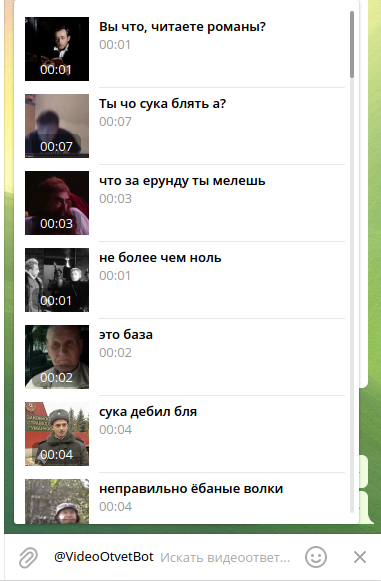 Вы что, читаете романы?
00:01
00:01
Ты чо сука блять а?
00:07
00:07
что за ерунду ты мелешь
00:03
00:03
не более чем ноль
00:01
00:01
это база
00:02
00:02
сука дебил бля
00:04
00:04
неправильно ёбаные волки
00:04
@VideoOtvetBot Искать видеоответ...